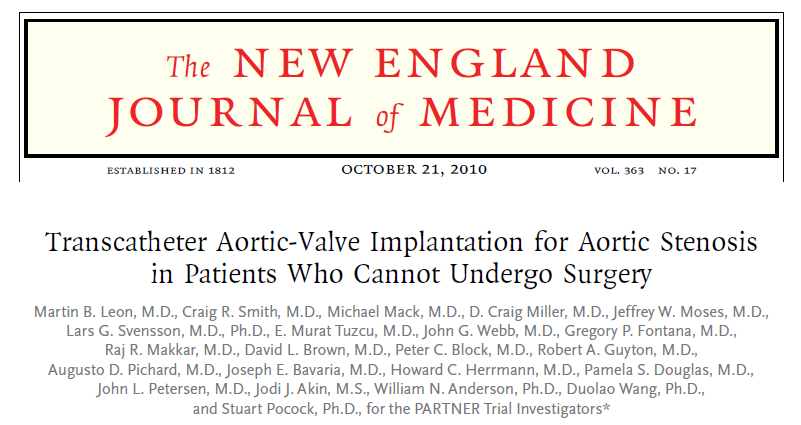 The NEW ENGLAND
JOURNAL of MEDICINE
ESTABLISHED IN 1812 OCTOBER 21, 2010 VOL. 363 NO. 17
Transcatheter Aortic-Valve Implantation for Aortic Stenosis
in Patients Who Cannot Undergo Surgery
Martin B. Leon, M.D., Craig R. Smith, M.D., Michael Mack, M.D., D. Craig Miller, M.D., Jeffrey W. Moses, M.D.,
Lars G. Svensson, M.D., Ph.D., E. Murat Tuzcu, M.D., John G. Webb, M.D., Gregory P. Fontana, M.D.,
Raj R. Makkar, M.D., David L. Brown, M.D., Peter C. Block, M.D., Robert A. Guyton, M.D.,
Augusto D. Pichard, M.D., Joseph E. Bavaria, M.D., Howard C. Herrmann, M.D., Pamela S. Douglas, M.D.,
John L. Petersen, M.D., Jodi J. Akin, M.S., William N. Anderson, Ph.D., Duolao Wang, Ph.D.,
and Stuart Pocock, Ph.D., for the PARTNER Trial Investigators*